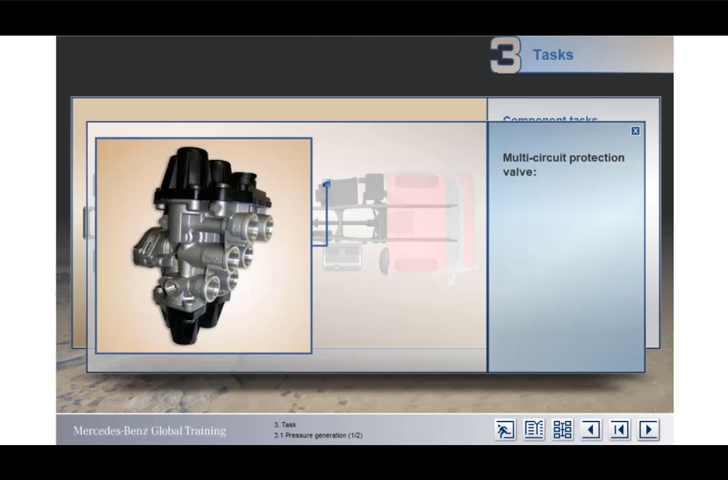 3 Tasks
Component tasks
x
Multi-circuit protection
valve:
Mercedes-Benz Global Training
3. Task
3.1 Pressure generation (1/2)